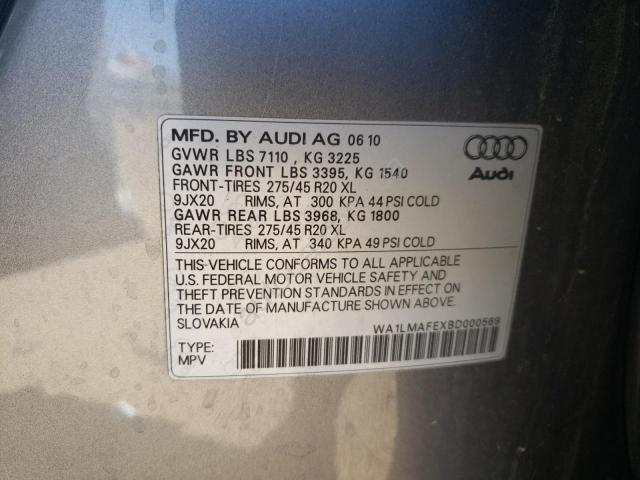 MFD. BY AUDI AG 06 10
GVWR LBS 7110 , KG 3225
GAWR FRONT LBS 3395, KG 1540
FRONT-TIRES 275/45 R20 XL
9JX20 RIMS, AT 300 KPA 44 PSI COLD
GAWR REAR LBS 3968, KG 1800
REAR-TIRES 275/45 R20 XL
9JX20 RIMS, AT 340 KPA 49 PSI COLD
Audi
THIS VEHICLE CONFORMS TO ALL APPLICABLE
U.S. FEDERAL MOTOR VEHICLE SAFETY AND
THEFT PREVENTION STANDARDS IN EFFECT ON
THE DATE OF MANUFACTURE SHOWN ABOVE.
SLOVAKIA
WA1LMAFEXBD000569
TYPE:
MPV